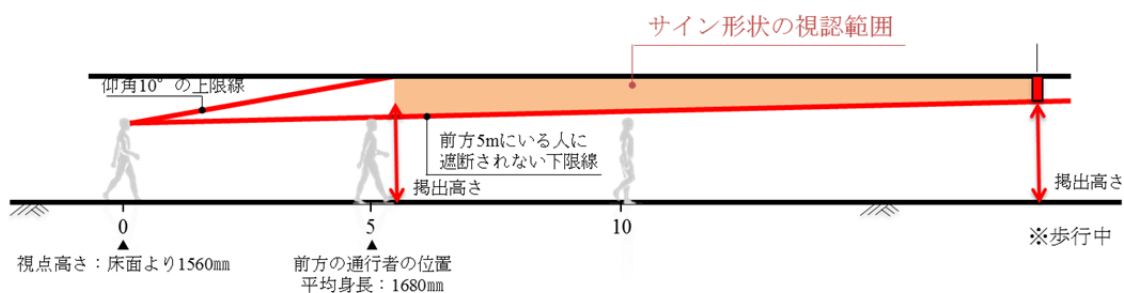 サイン形状の視認範囲
仰角10°の上限線
前方5mにいる人に
遮断されない下限線
掲出高さ
掲出高さ
0
5
10
※歩行中
▲
▲
視点高さ：床面より1560㎜
前方の通行者の位置
平均身長：1680㎜